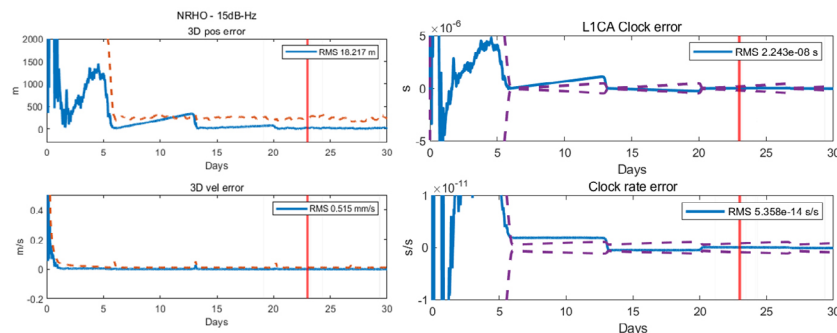 NRHO - 15dB-Hz
3D pos error
2000
1500
1000
500
0
m
RMS 18.217 m
0 5 10 15 20 25 30
Days
3D vel error
0.4
0.2
0
-0.2
m/s
RMS 0.515 mm/s
0 5 10 15 20 25 30
Days
L1CA Clock error
×10⁻⁶
5
0
-5
s
RMS 2.243e-08 s
0 5 10 15 20 25 30
Days
Clock rate error
×10⁻¹¹
1
0
-1
s/s
RMS 5.358e-14 s/s
0 5 10 15 20 25 30
Days